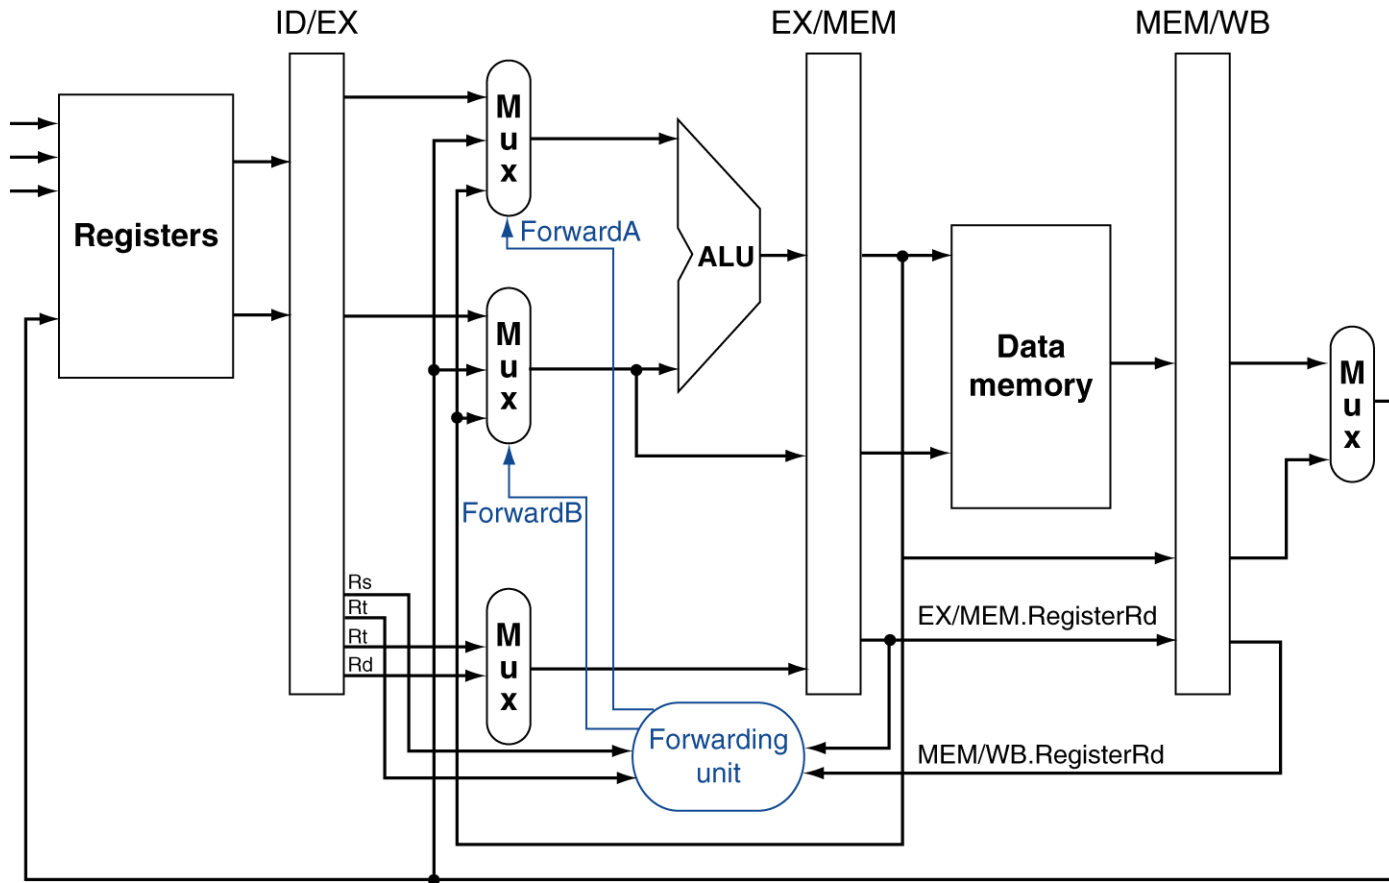 ID/EX
EX/MEM
MEM/WB
M
u
x
Registers
ForwardA
ALU
M
u
x
Data
memory
M
u
x
ForwardB
Rs
Rt
Rt
Rd
M
u
x
EX/MEM.RegisterRd
Forwarding
unit
MEM/WB.RegisterRd